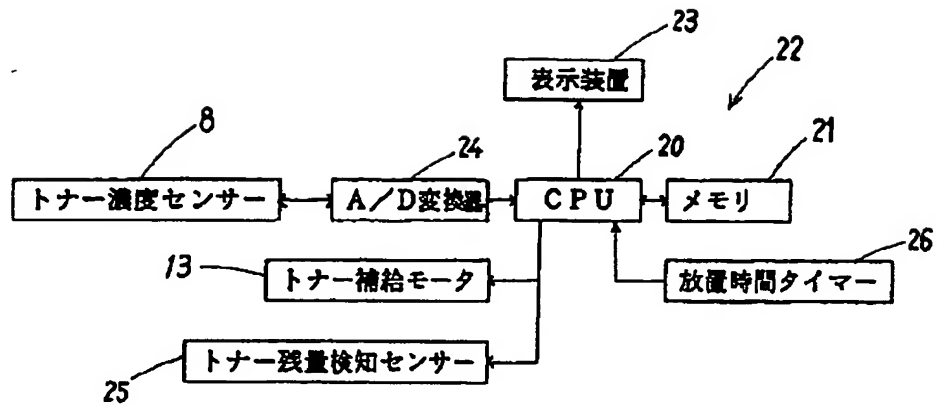 23
表示装置
22
8
24
20
21
トナー濃度センサー
A/D変換器
CPU
メモリ
13
トナー補給モータ
26
放置時間タイマー
25
トナー残量検知センサー